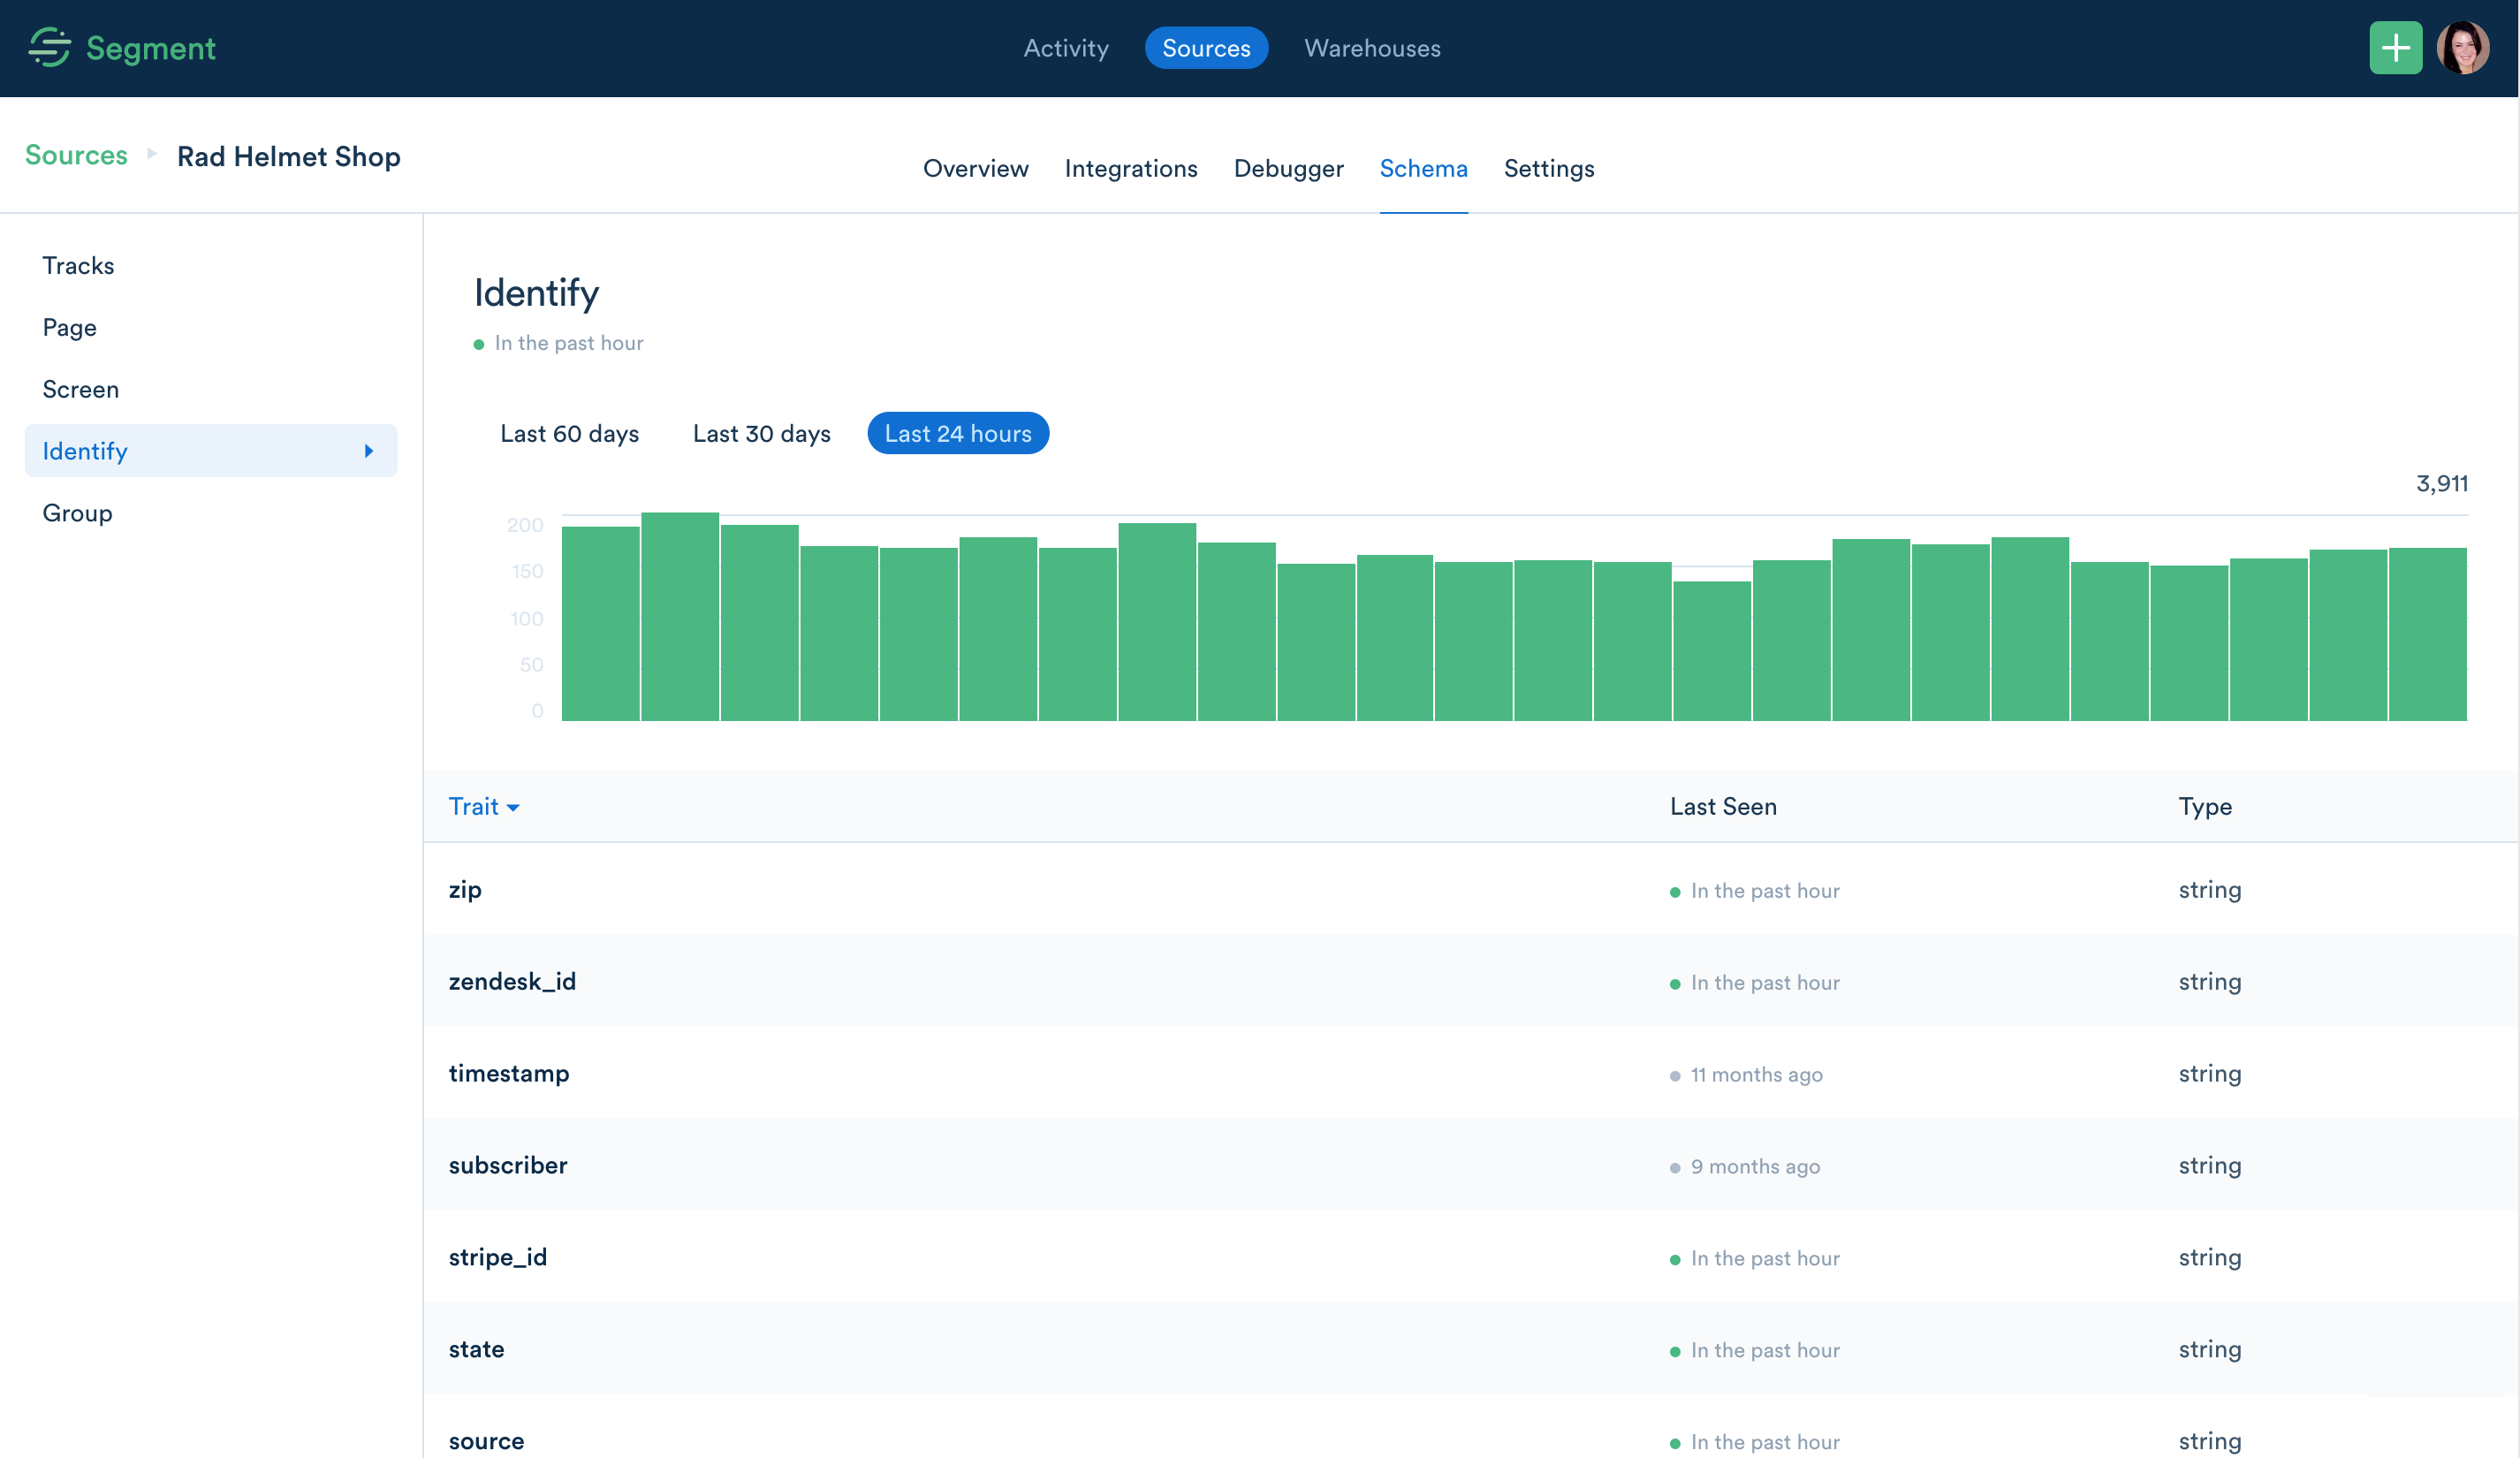 Segment
Activity Sources Warehouses
Sources Rad Helmet Shop
Overview Integrations Debugger Schema Settings
Tracks
Page
Screen
Identify
Group
Identify
In the past hour
Last 60 days Last 30 days Last 24 hours
3,911
200
150
100
50
0
Trait Last Seen Type
zip In the past hour string
zendesk_id In the past hour string
timestamp 11 months ago string
subscriber 9 months ago string
stripe_id In the past hour string
state In the past hour string
source In the past hour string